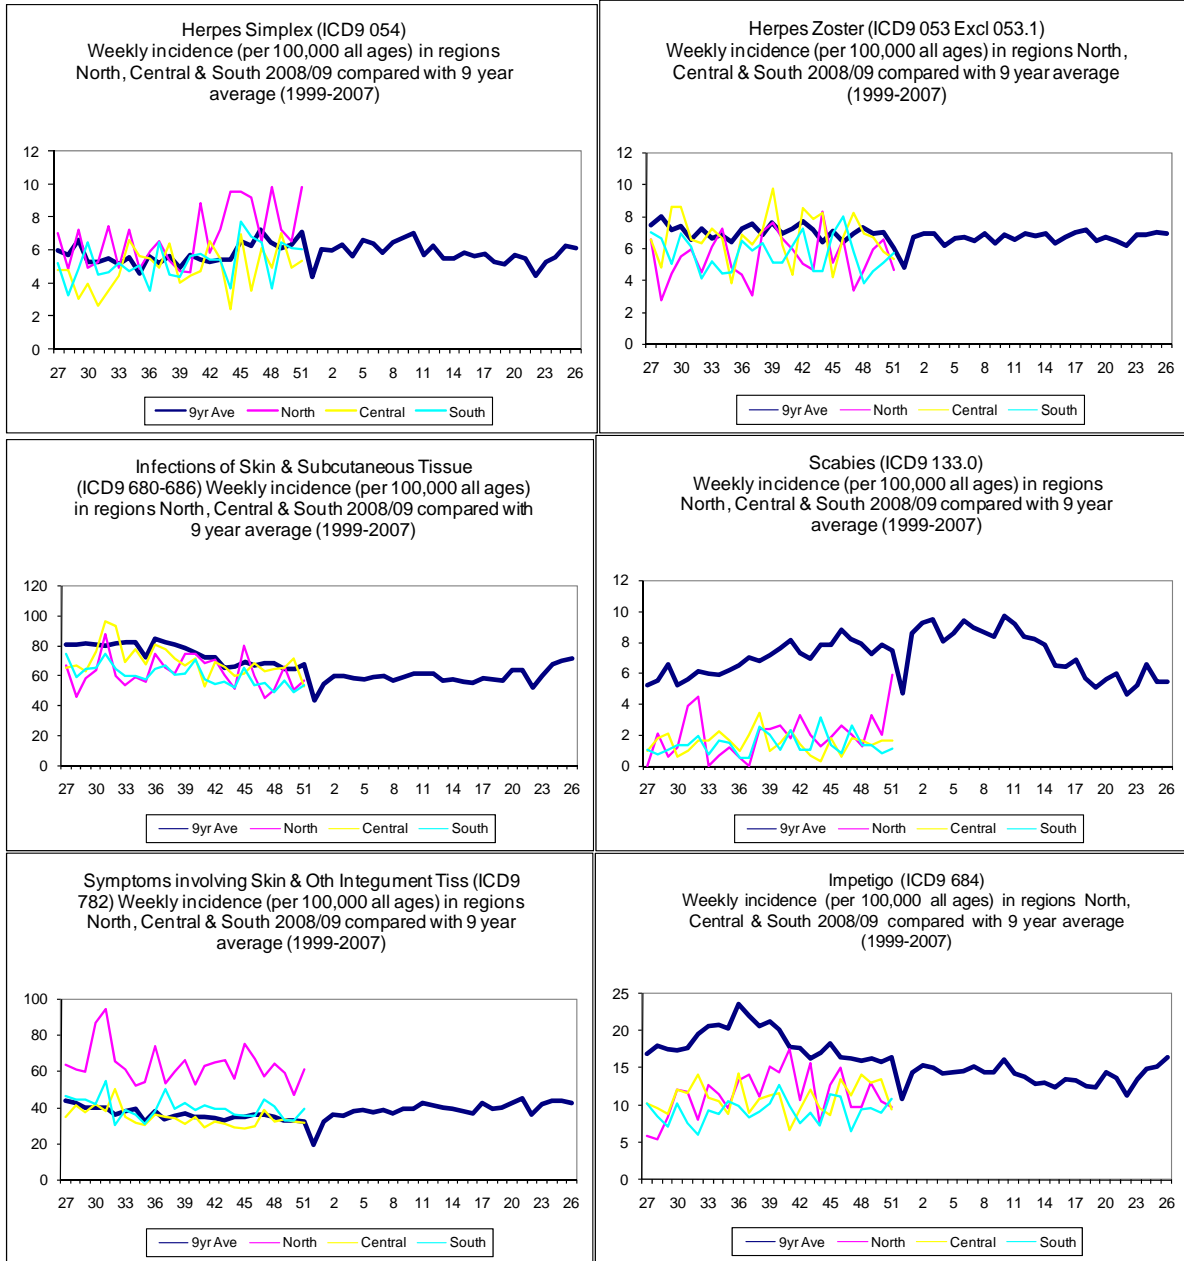 Herpes Simplex (ICD9 054)
Weekly incidence (per 100,000 all ages) in regions
North, Central & South 2008/09 compared with 9 year
average (1999-2007)
12
10
8
6
4
2
0
27 30 33 36 39 42 45 48 51 2 5 8 11 14 17 20 23 26
9yr Ave North Central South
Herpes Zoster (ICD9 053 Excl 053.1)
Weekly incidence (per 100,000 all ages) in regions North,
Central & South 2008/09 compared with 9 year average
(1999-2007)
12
10
8
6
4
2
0
27 30 33 36 39 42 45 48 51 2 5 8 11 14 17 20 23 26
9yr Ave North Central South
Infections of Skin & Subcutaneous Tissue
(ICD9 680-686) Weekly incidence (per 100,000 all ages)
in regions North, Central & South 2008/09 compared with
9 year average (1999-2007)
120
100
80
60
40
20
0
27 30 33 36 39 42 45 48 51 2 5 8 11 14 17 20 23 26
9yr Ave North Central South
Scabies (ICD9 133.0)
Weekly incidence (per 100,000 all ages) in regions
North, Central & South 2008/09 compared with 9 year
average (1999-2007)
12
10
8
6
4
2
0
27 30 33 36 39 42 45 48 51 2 5 8 11 14 17 20 23 26
9yr Ave North Central South
Symptoms involving Skin & Oth Integument Tiss (ICD9
782) Weekly incidence (per 100,000 all ages) in regions
North, Central & South 2008/09 compared with 9 year
average (1999-2007)
100
80
60
40
20
0
27 30 33 36 39 42 45 48 51 2 5 8 11 14 17 20 23 26
9yr Ave North Central South
Impetigo (ICD9 684)
Weekly incidence (per 100,000 all ages) in regions North,
Central & South 2008/09 compared with 9 year average
(1999-2007)
25
20
15
10
5
0
27 30 33 36 39 42 45 48 51 2 5 8 11 14 17 20 23 26
9yr Ave North Central South